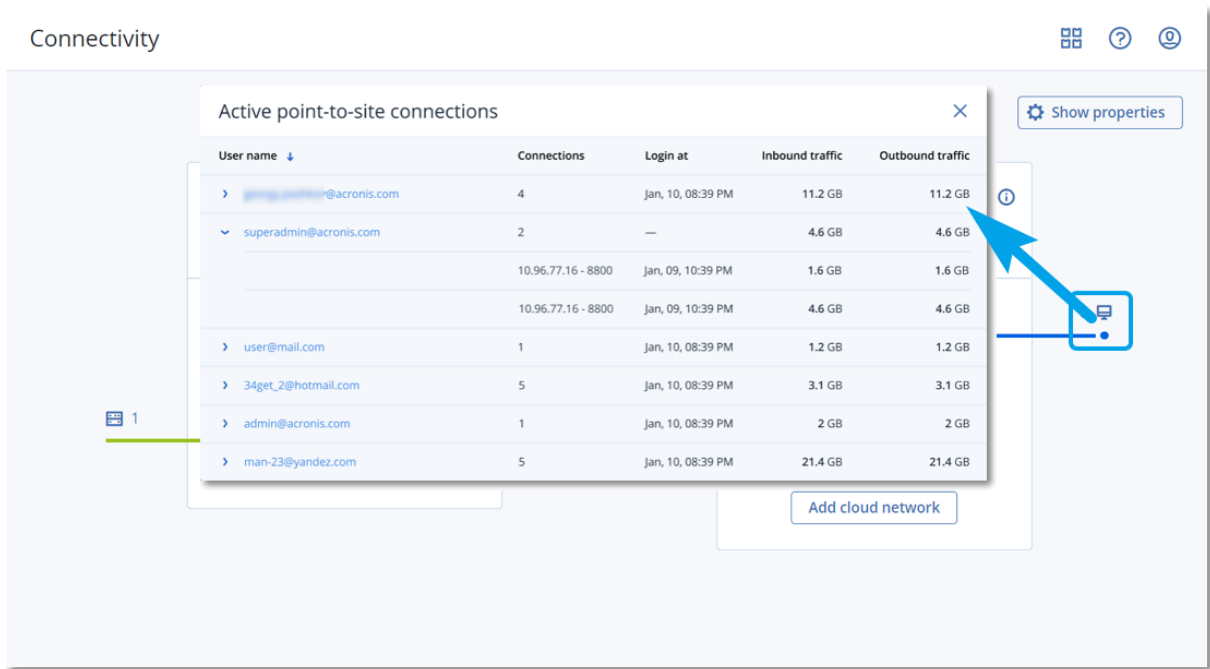 Connectivity
Active point-to-site connections
Show properties
User name Connections Login at Inbound traffic Outbound traffic
@acronis.com 4 Jan, 10, 08:39 PM 11.2 GB 11.2 GB
superadmin@acronis.com 2 — 4.6 GB 4.6 GB
10.96.77.16 - 8800 Jan, 09, 10:39 PM 1.6 GB 1.6 GB
10.96.77.16 - 8800 Jan, 09, 10:39 PM 4.6 GB 4.6 GB
user@mail.com 1 Jan, 10, 08:39 PM 1.2 GB 1.2 GB
34get_2@hotmail.com 5 Jan, 10, 08:39 PM 3.1 GB 3.1 GB
1
admin@acronis.com 1 Jan, 10, 08:39 PM 2 GB 2 GB
man-23@yandez.com 5 Jan, 10, 08:39 PM 21.4 GB 21.4 GB
Add cloud network